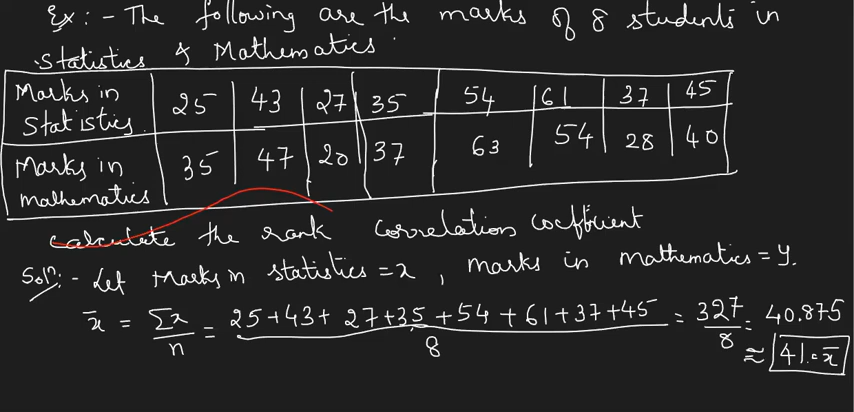 Ex:- The following are the marks of 8 students in
Statistics & Mathematics.
Marks in Statistics 25 43 27 35 54 61 37 45
Marks in mathematics 35 47 20 37 63 54 28 40
calculate the rank correlation coefficient
Soln:- Let Marks in statistics = x, marks in mathematics = y.
x̄ = Σx/n = 25+43+27+35+54+61+37+45/8 = 327/8 = 40.875
≈ 41 = x̄